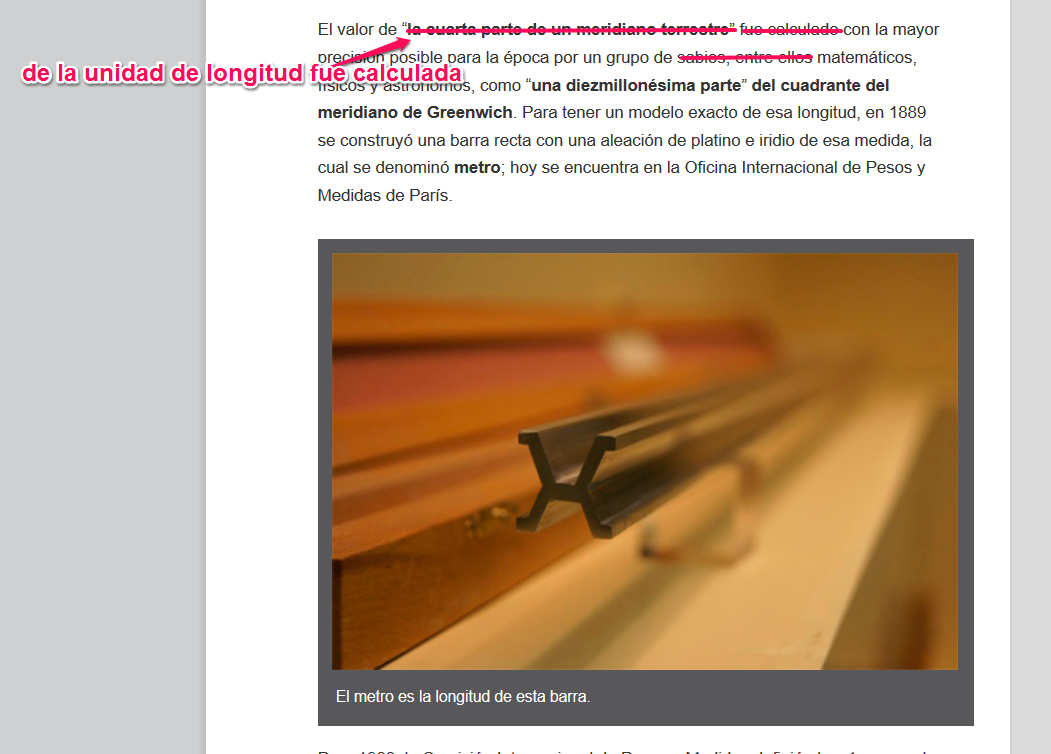 El valor de “la cuarta parte de un meridiano terrestre” fue calculado con la mayor
precisión posible para la época por un grupo de sabios, entre ellos matemáticos,
de la unidad de longitud fue calculada
físicos y astrónomos, como “una diezmillonésima parte” del cuadrante del
meridiano de Greenwich. Para tener un modelo exacto de esa longitud, en 1889
se construyó una barra recta con una aleación de platino e iridio de esa medida, la
cual se denominó metro; hoy se encuentra en la Oficina Internacional de Pesos y
Medidas de París.
El metro es la longitud de esta barra.